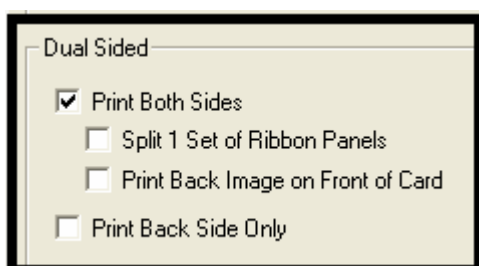 Dual Sided
Print Both Sides
Split 1 Set of Ribbon Panels
Print Back Image on Front of Card
Print Back Side Only